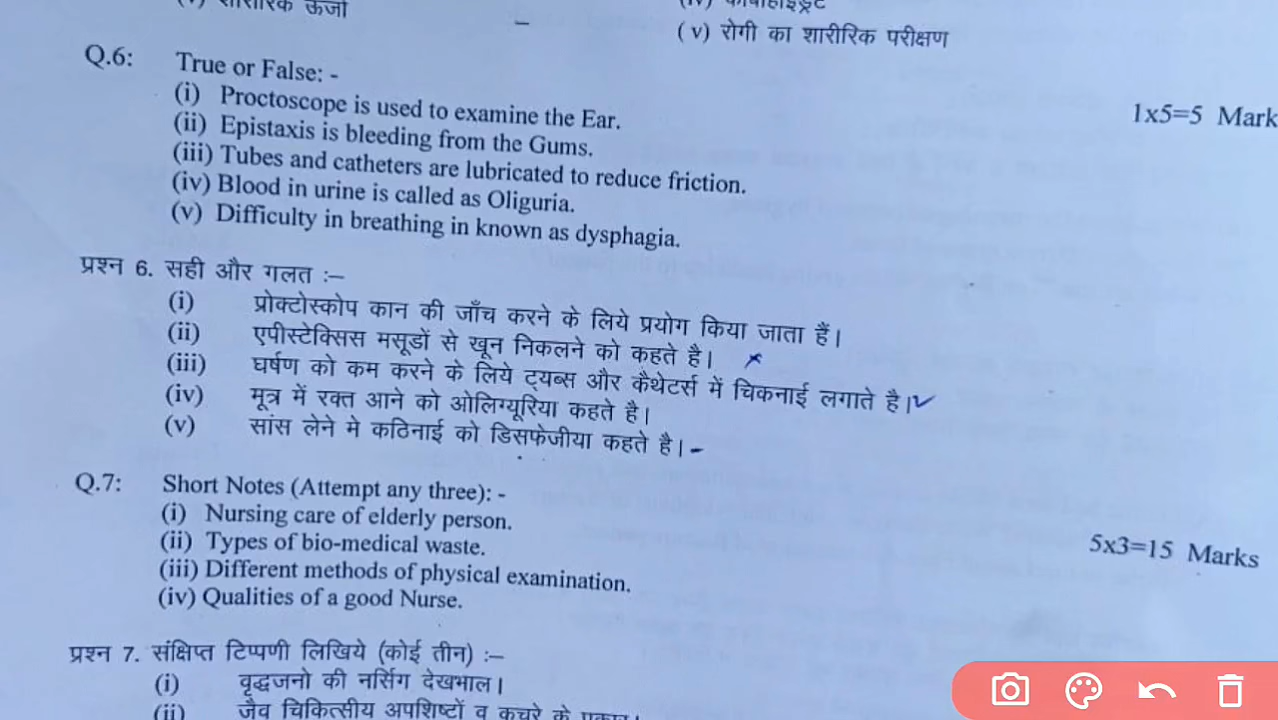 शारीरिक ऊर्जा
(v) रोगी का शारीरिक परीक्षण
Q.6: True or False: -
1x5=5 Mark
(i) Proctoscope is used to examine the Ear.
(ii) Epistaxis is bleeding from the Gums.
(iii) Tubes and catheters are lubricated to reduce friction.
(iv) Blood in urine is called as Oliguria.
(v) Difficulty in breathing in known as dysphagia.
प्रश्न 6. सही और गलत :–
(i) प्रोक्टोस्कोप कान की जाँच करने के लिये प्रयोग किया जाता हैं।
(ii) एपीस्टेक्सिस मसूडों से खून निकलने को कहते है।
(iii) घर्षण को कम करने के लिये ट्यब्स और कैथेटर्स में चिकनाई लगाते है।
(iv) मूत्र में रक्त आने को ओलिग्यूरिया कहते है।
(v) सांस लेने मे कठिनाई को डिसफेजीया कहते है।
Q.7: Short Notes (Attempt any three): -
5x3=15 Marks
(i) Nursing care of elderly person.
(ii) Types of bio-medical waste.
(iii) Different methods of physical examination.
(iv) Qualities of a good Nurse.
प्रश्न 7. संक्षिप्त टिप्पणी लिखिये (कोई तीन) :–
(i) वृद्धजनो की नर्सिग देखभाल।
(ii) जैव चिकित्सीय अपशिष्टों व कचरे के